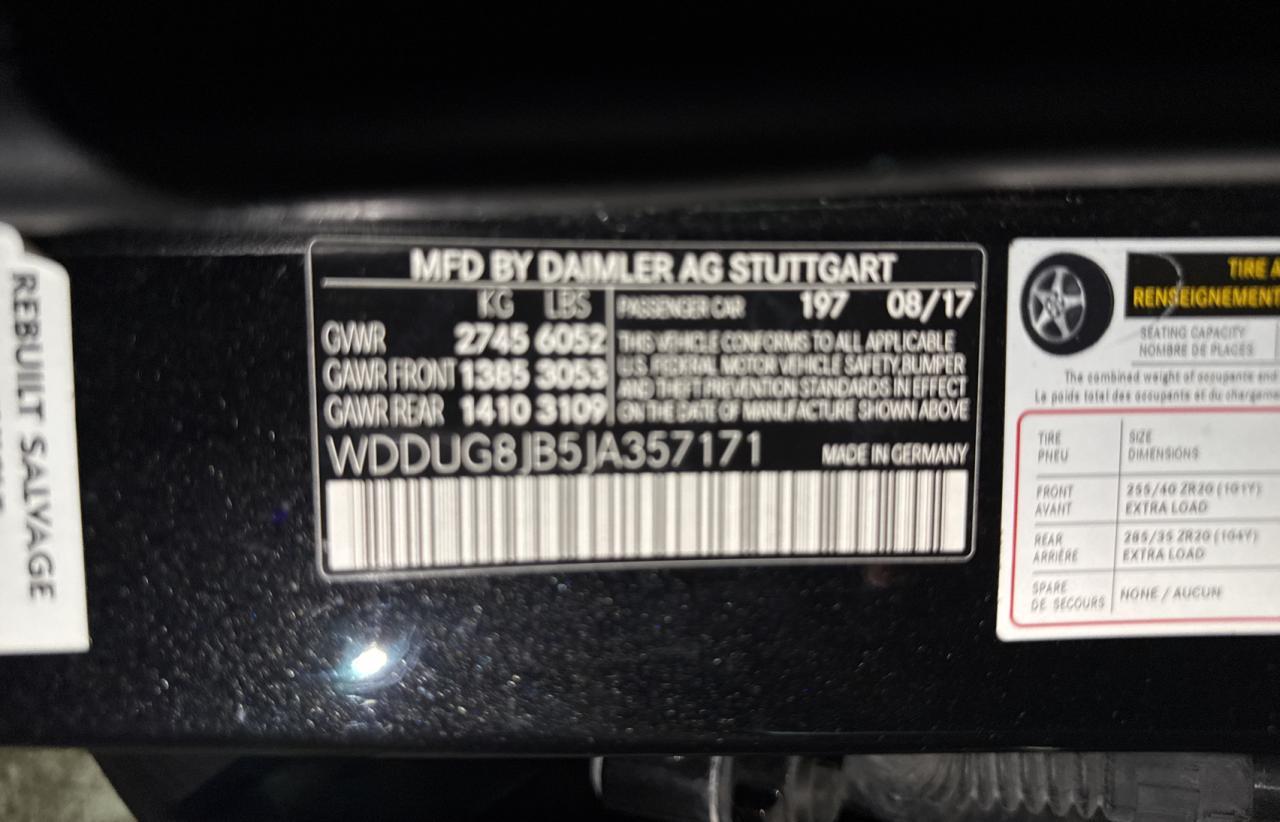 REBUILT SALVAGE
MFD BY DAIMLER AG STUTTGART
KG LBS
GVWR 2745 6052
GAWR FRONT 1385 3053
GAWR REAR 1410 3109
PASSENGER CAR 197 08/17
THIS VEHICLE CONFORMS TO ALL APPLICABLE
U.S. FEDERAL MOTOR VEHICLE SAFETY, BUMPER
AND THEFT PREVENTION STANDARDS IN EFFECT
ON THE DATE OF MANUFACTURE SHOWN ABOVE
WDDUG8JB5JA357171 MADE IN GERMANY
TIRE A
RENSEIGNEMENT
SEATING CAPACITY
NOMBRE DE PLACES
The combined weight of occupants and
Le poids total des occupants et du chargement
TIRE SIZE
PNEU DIMENSIONS
FRONT 255/40 ZR20 (101Y)
AVANT EXTRA LOAD
REAR 285/35 ZR20 (104Y)
ARRIÈRE EXTRA LOAD
SPARE NONE / AUCUN
DE SECOURS